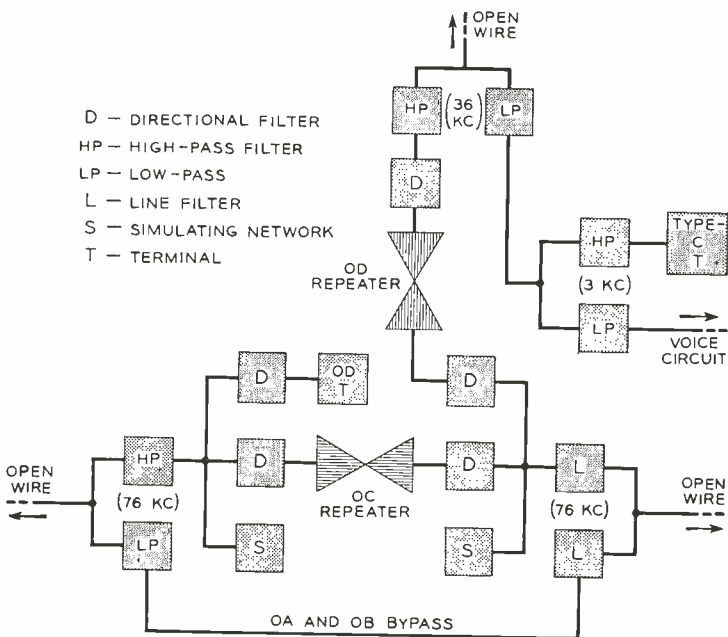 OPEN
WIRE
HP
(36
KC)
LP
D — DIRECTIONAL FILTER
HP — HIGH-PASS FILTER
LP — LOW-PASS
L — LINE FILTER
S — SIMULATING NETWORK
T — TERMINAL
D
OD
REPEATER
HP
TYPE-
C
T
(3 KC)
LP
VOICE
CIRCUIT
D
OD
T
D
OPEN
WIRE
HP
D
OC
REPEATER
D
L
OPEN
WIRE
(76 KC)
(76 KC)
LP
S
S
L
OA AND OB BYPASS